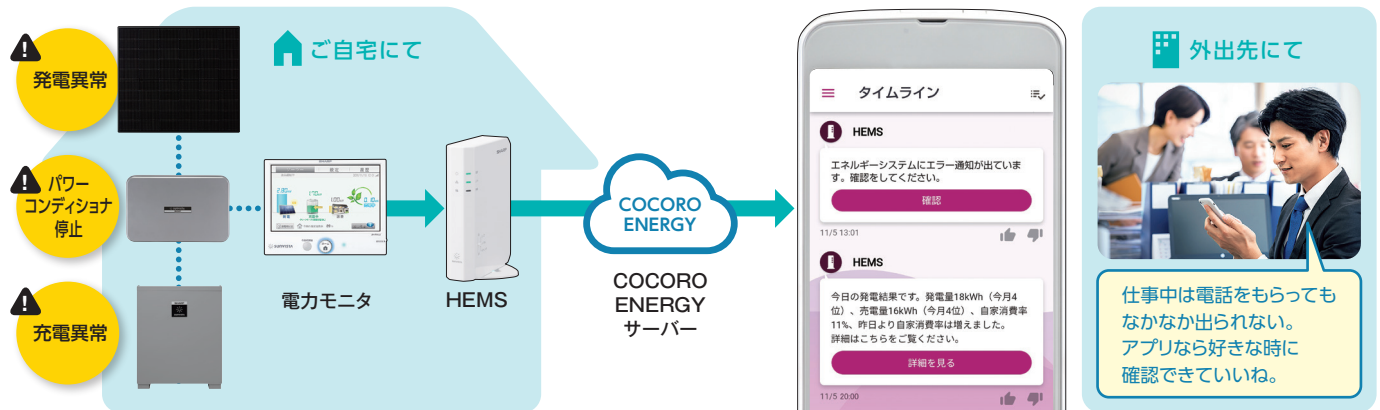 ご自宅にて
!
発電異常
!
パワー
コンディショナ
停止
!
充電異常
電力モニタ
HEMS
COCORO
ENERGY
COCORO
ENERGY
サーバー
タイムライン
HEMS
エネルギーシステムにエラー通知が出ていま
す。確認をしてください。
確認
11/5 13:01
HEMS
今日の発電結果です。発電量18kWh（今月4
位）、売電量16kWh（今月4位）、自家消費率
11%、昨日より自家消費率は増えました。
詳細はこちらをご覧ください。
詳細を見る
11/5 20:00
外出先にて
仕事中は電話をもらっても
なかなか出られない。
アプリなら好きな時に
確認できていいね。